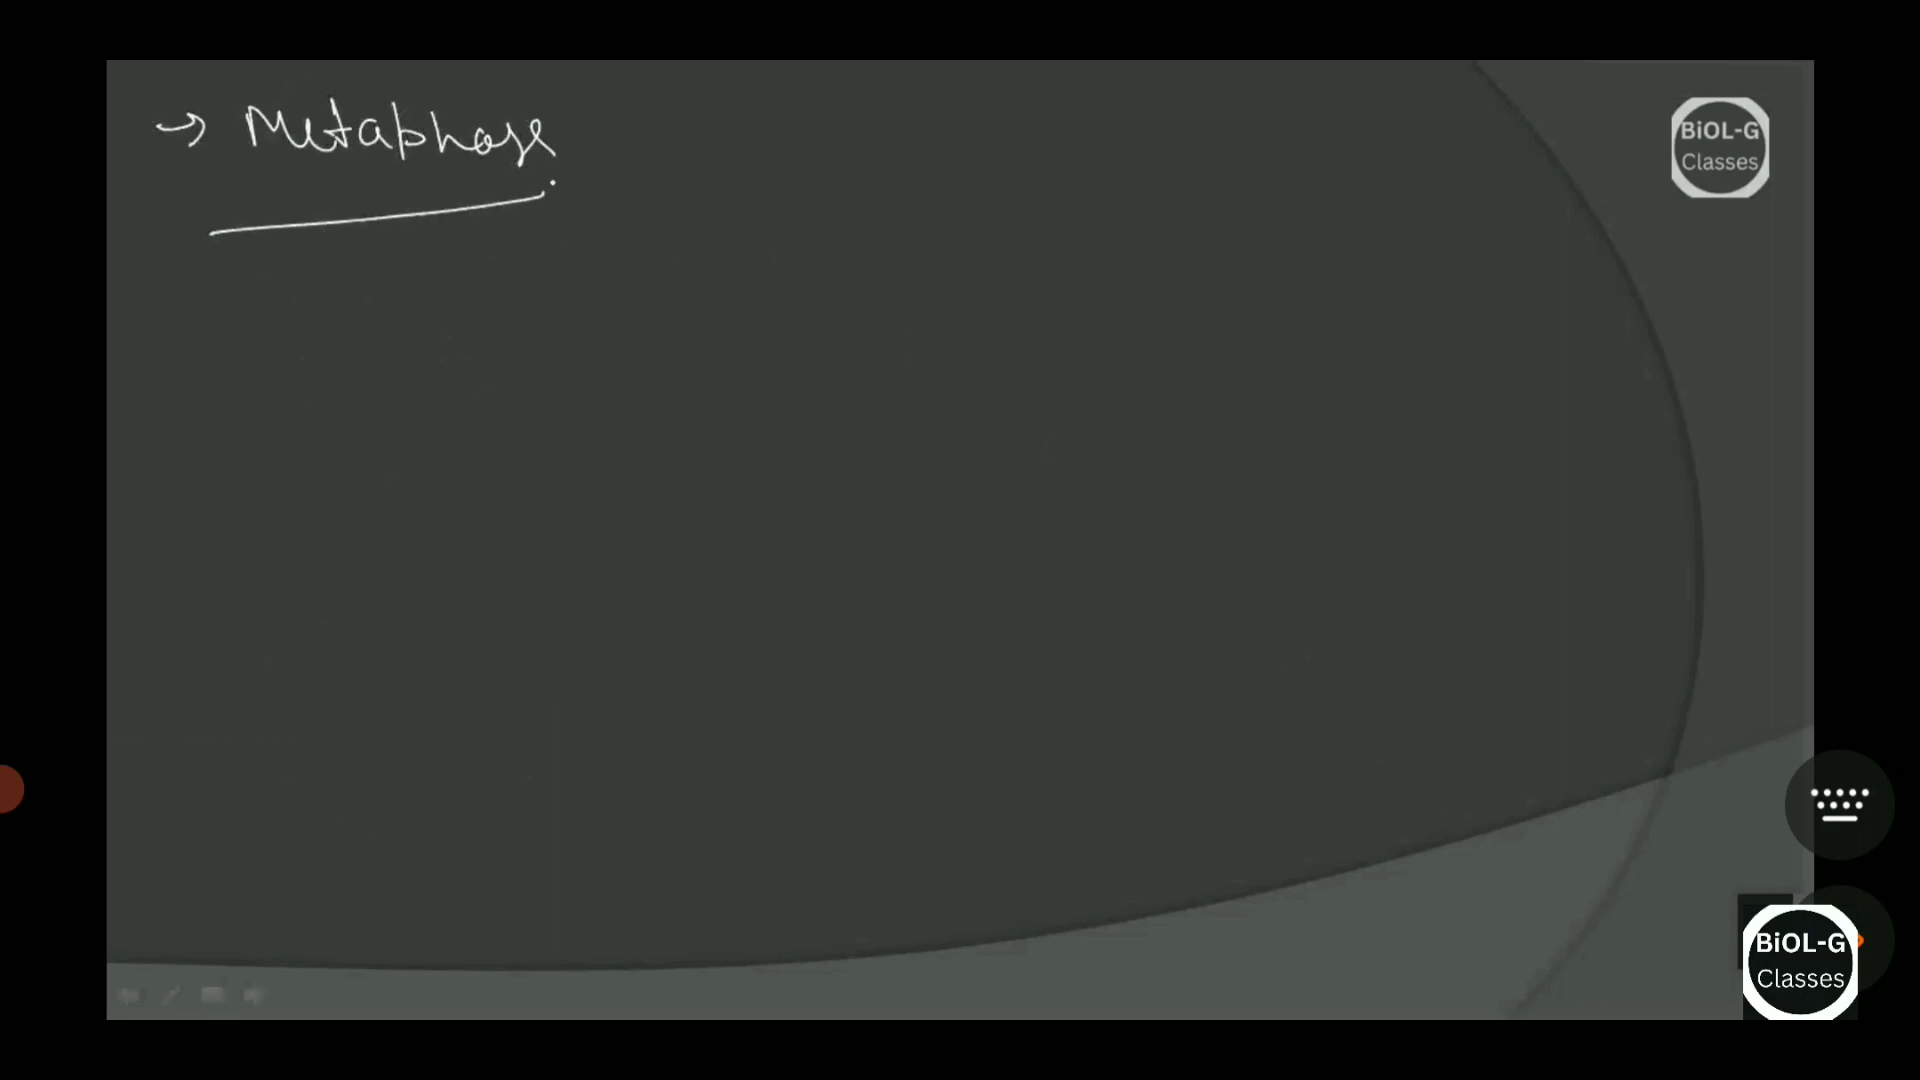 → Metaphase
BiOL-G
Classes
BiOL-G
Classes